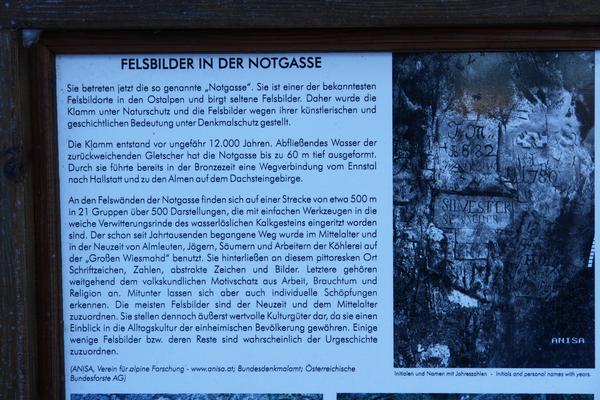 FELSBILDER IN DER NOTGASSE
Sie betreten jetzt die so genannte „Notgasse“. Sie ist einer der bekanntesten
Felsbildorte in den Ostalpen und birgt seltene Felsbilder. Daher wurde die
Klamm unter Naturschutz und die Felsbilder wegen ihrer künstlerischen und
geschichtlichen Bedeutung unter Denkmalschutz gestellt.
Die Klamm entstand vor ungefähr 12.000 Jahren. Abfließendes Wasser der
zurückweichenden Gletscher hat die Notgasse bis zu 60 m tief ausgeformt.
Durch sie führte bereits in der Bronzezeit eine Wegverbindung vom Ennstal
nach Hallstatt und zu den Almen auf dem Dachsteingebirge.
An den Felswänden der Notgasse finden sich auf einer Strecke von etwa 500 m
in 21 Gruppen über 500 Darstellungen, die mit einfachen Werkzeugen in die
weiche Verwitterungsrinde des wasserlöslichen Kalkgesteins eingeritzt worden
sind. Der schon seit Jahrtausenden begangene Weg wurde im Mittelalter und
in der Neuzeit von Almleuten, Jägern, Säumern und Arbeitern der Köhlerei auf
der „Großen Wiesmahd“ benutzt. Sie hinterließen an diesem pittoresken Ort
Schriftzeichen, Zahlen, abstrakte Zeichen und Bilder. Letztere gehören
weitgehend dem volkskundlichen Motivschatz aus Arbeit, Brauchtum und
Religion an. Mitunter lassen sich aber auch individuelle Schöpfungen
erkennen. Die meisten Felsbilder sind der Neuzeit und dem Mittelalter
zuzuordnen. Sie stellen dennoch äußerst wertvolle Kulturgüter dar, da sie einen
Einblick in die Alltagskultur der einheimischen Bevölkerung gewähren. Einige
wenige Felsbilder bzw. deren Reste sind wahrscheinlich der Urgeschichte
zuzuordnen.
(ANISA, Verein für alpine Forschung - www.anisa.at; Bundesdenkmalamt; Österreichische
Bundesforste AG)
1780
SILVESTER
ANISA
Initialen und Namen mit Jahreszahlen - Initials and personal names with years.